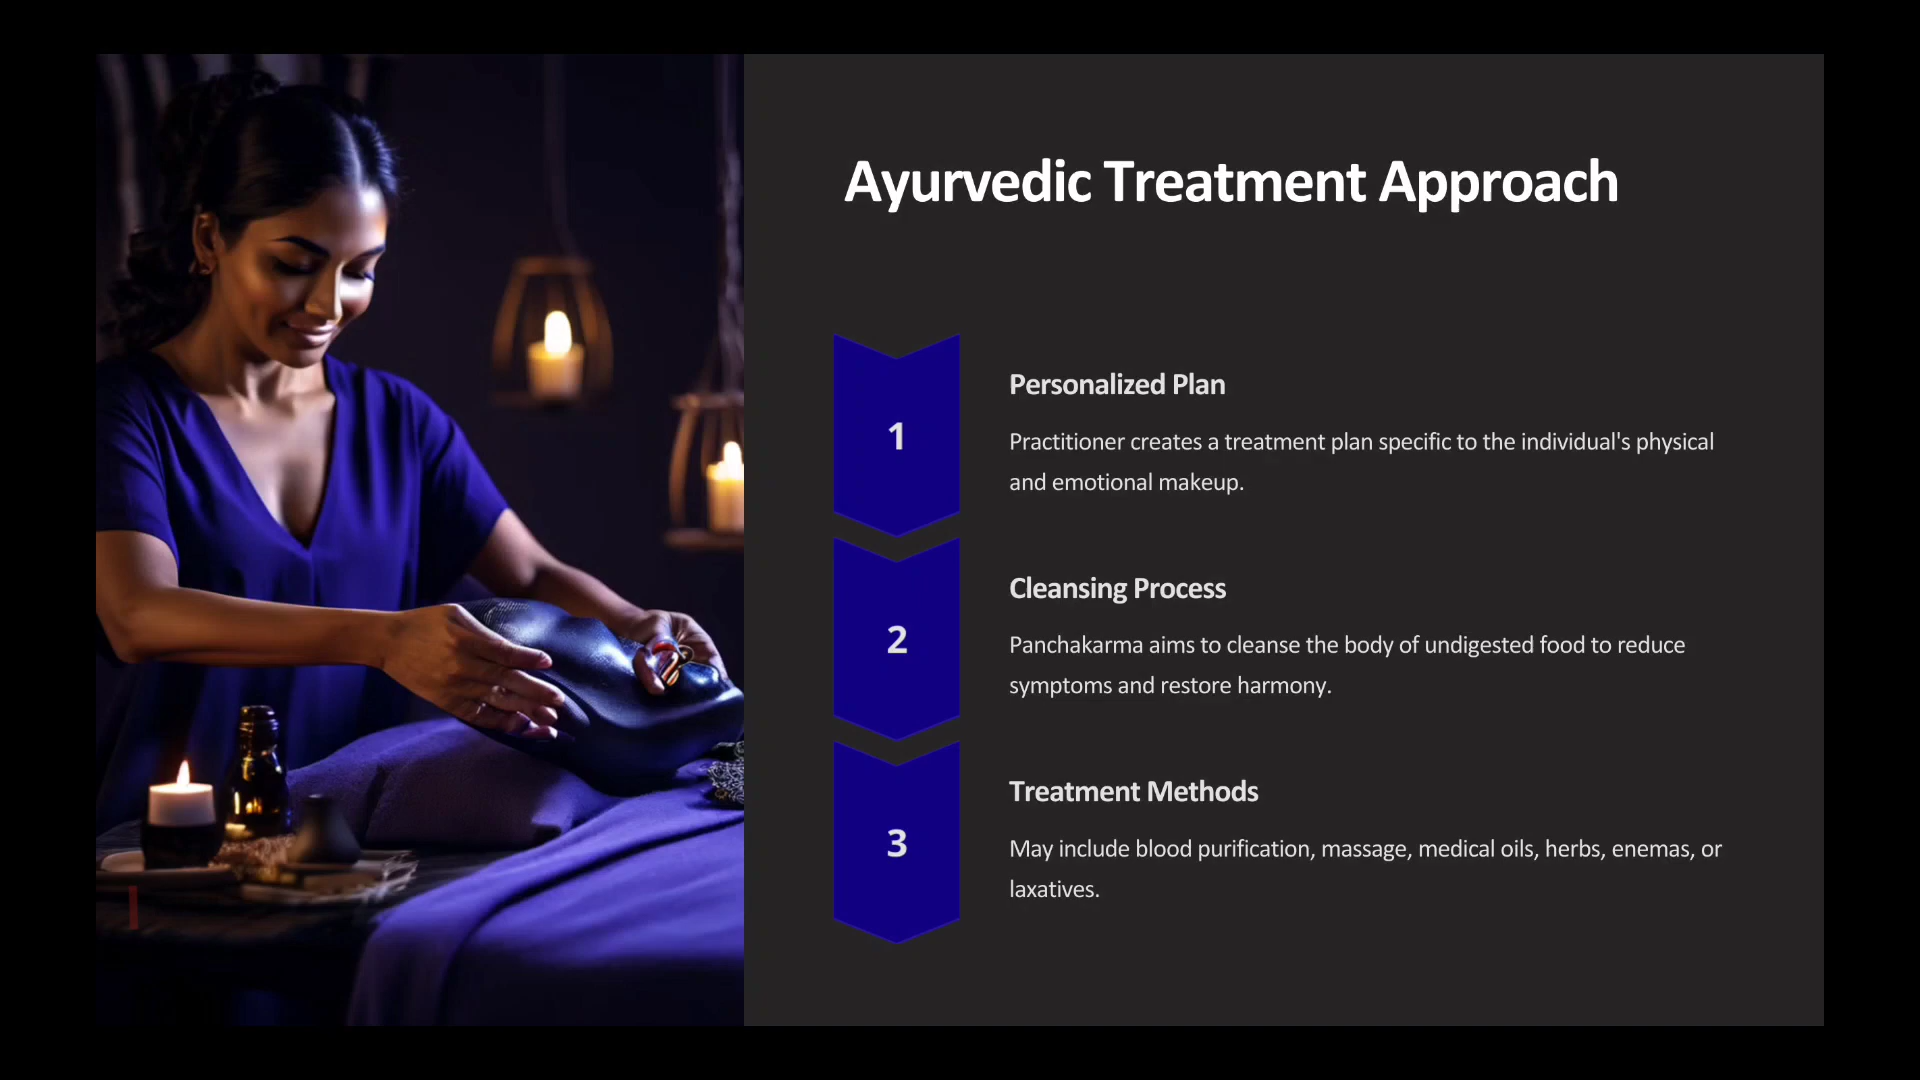 Ayurvedic Treatment Approach
1
Personalized Plan
Practitioner creates a treatment plan specific to the individual's physical
and emotional makeup.
2
Cleansing Process
Panchakarma aims to cleanse the body of undigested food to reduce
symptoms and restore harmony.
3
Treatment Methods
May include blood purification, massage, medical oils, herbs, enemas, or
laxatives.